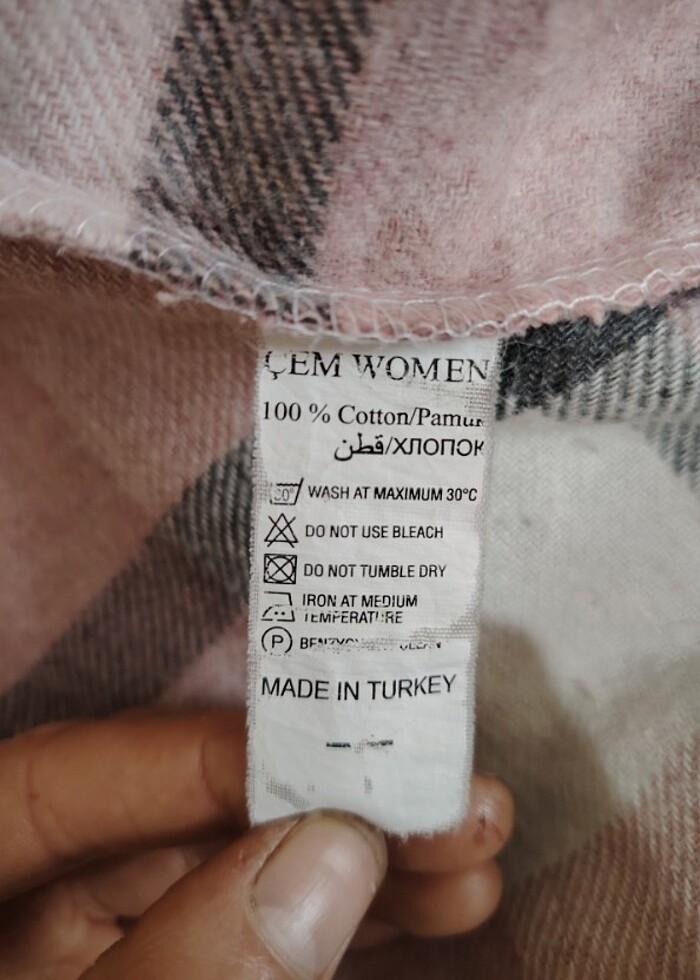 ÇEM WOMEN
100 % Cotton/Pamuk
قطن/ХЛОПОК
30° WASH AT MAXIMUM 30°C
DO NOT USE BLEACH
DO NOT TUMBLE DRY
IRON AT MEDIUM
TEMPERATURE
P
MADE IN TURKEY